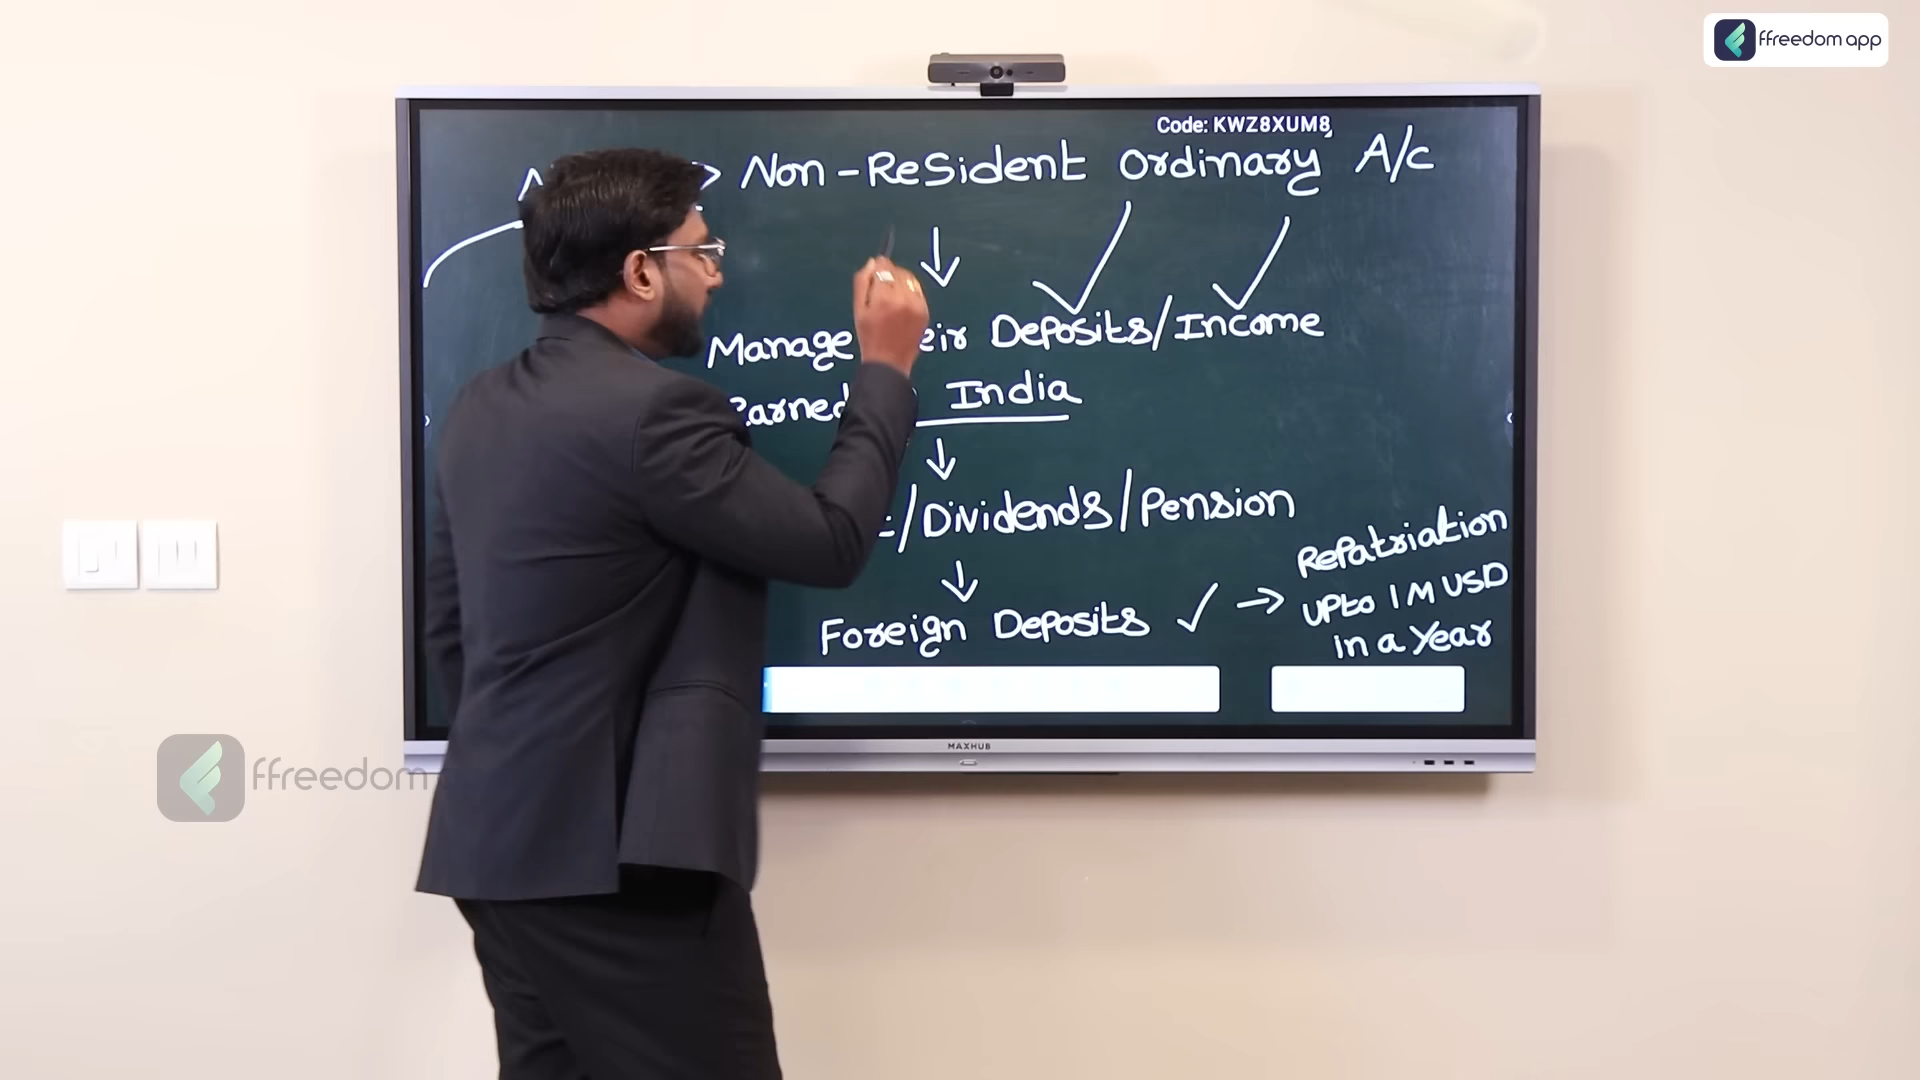 ffreedom app
Code: KWZ8XUM8
Non-Resident Ordinary A/c
Manage Deposits/Income
India
/Dividends/Pension
Foreign Deposits ✓ → Repatriation
upto 1M USD
in a year
MAXHUB
ffreedom